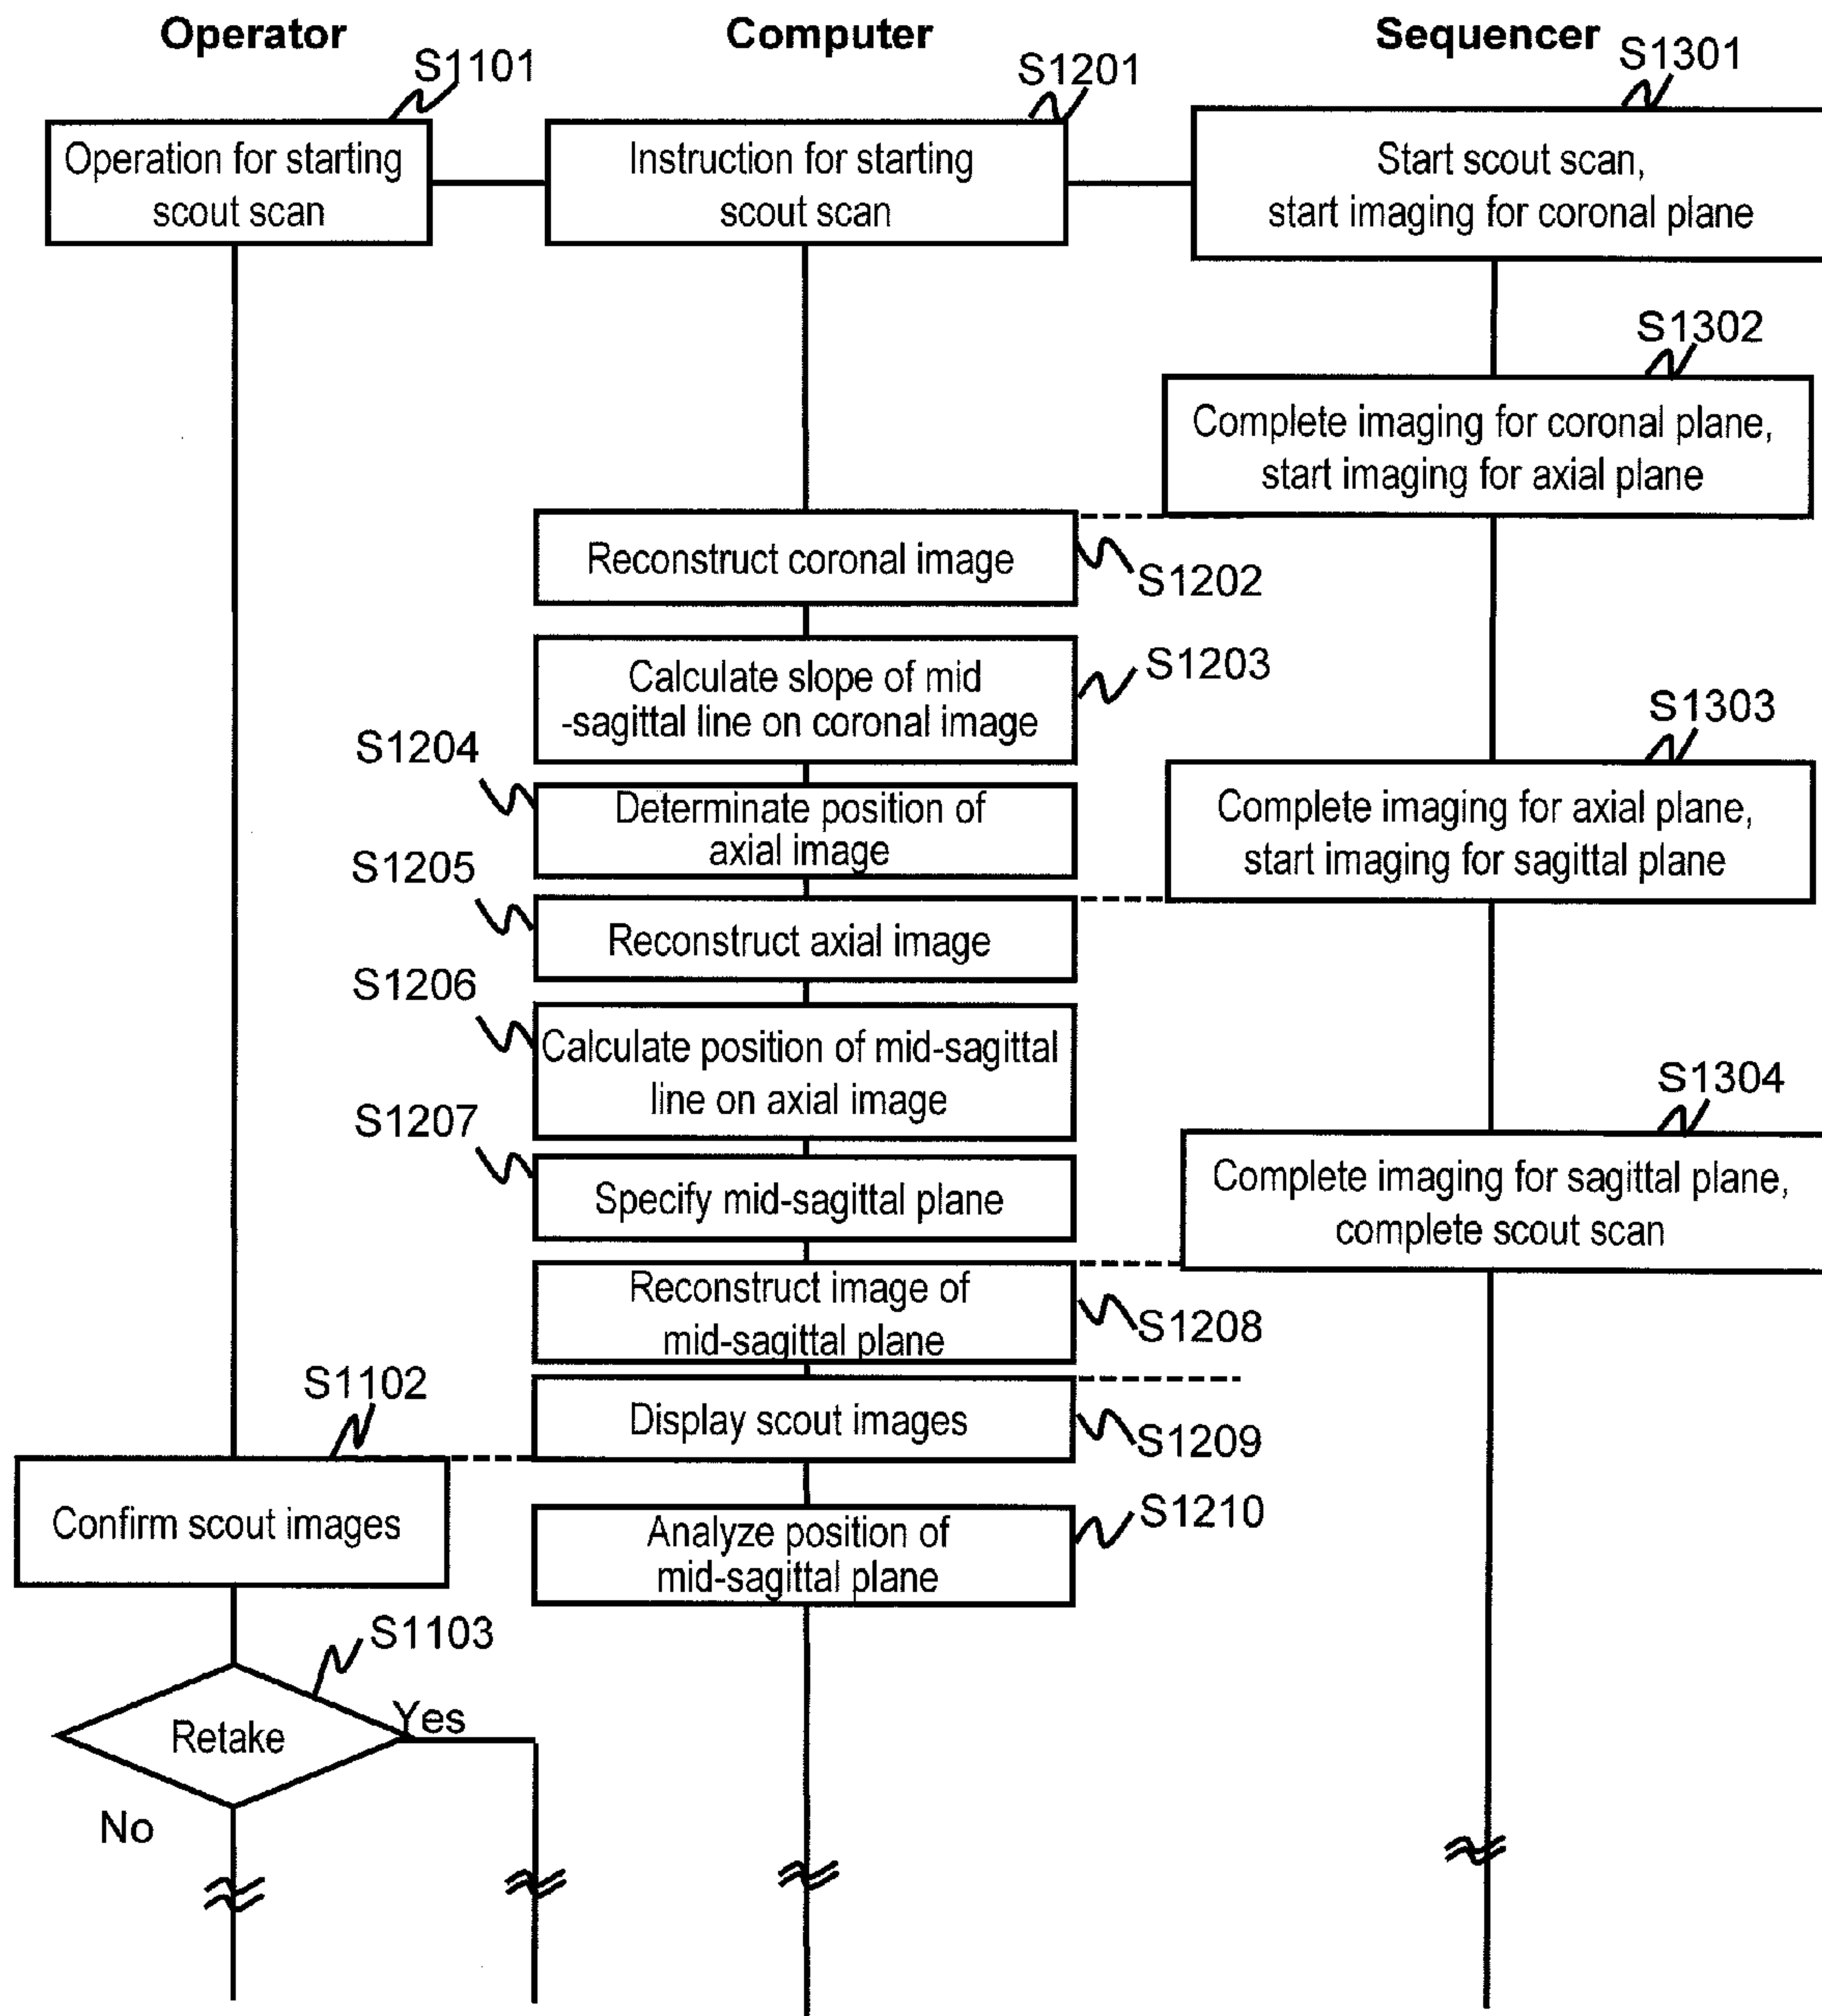 Operator
Computer
Sequencer
S1101
S1201
S1301
Operation for starting
scout scan
Instruction for starting
scout scan
Start scout scan,
start imaging for coronal plane
S1302
Complete imaging for coronal plane,
start imaging for axial plane
Reconstruct coronal image
S1202
Calculate slope of mid
-sagittal line on coronal image
S1203
S1303
S1204
Determinate position of
axial image
Complete imaging for axial plane,
start imaging for sagittal plane
S1205
Reconstruct axial image
S1206
Calculate position of mid-sagittal
line on axial image
S1304
S1207
Specify mid-sagittal plane
Complete imaging for sagittal plane,
complete scout scan
Reconstruct image of
mid-sagittal plane
S1208
S1102
Display scout images
S1209
Confirm scout images
Analyze position of
mid-sagittal plane
S1210
S1103
Retake
Yes
No